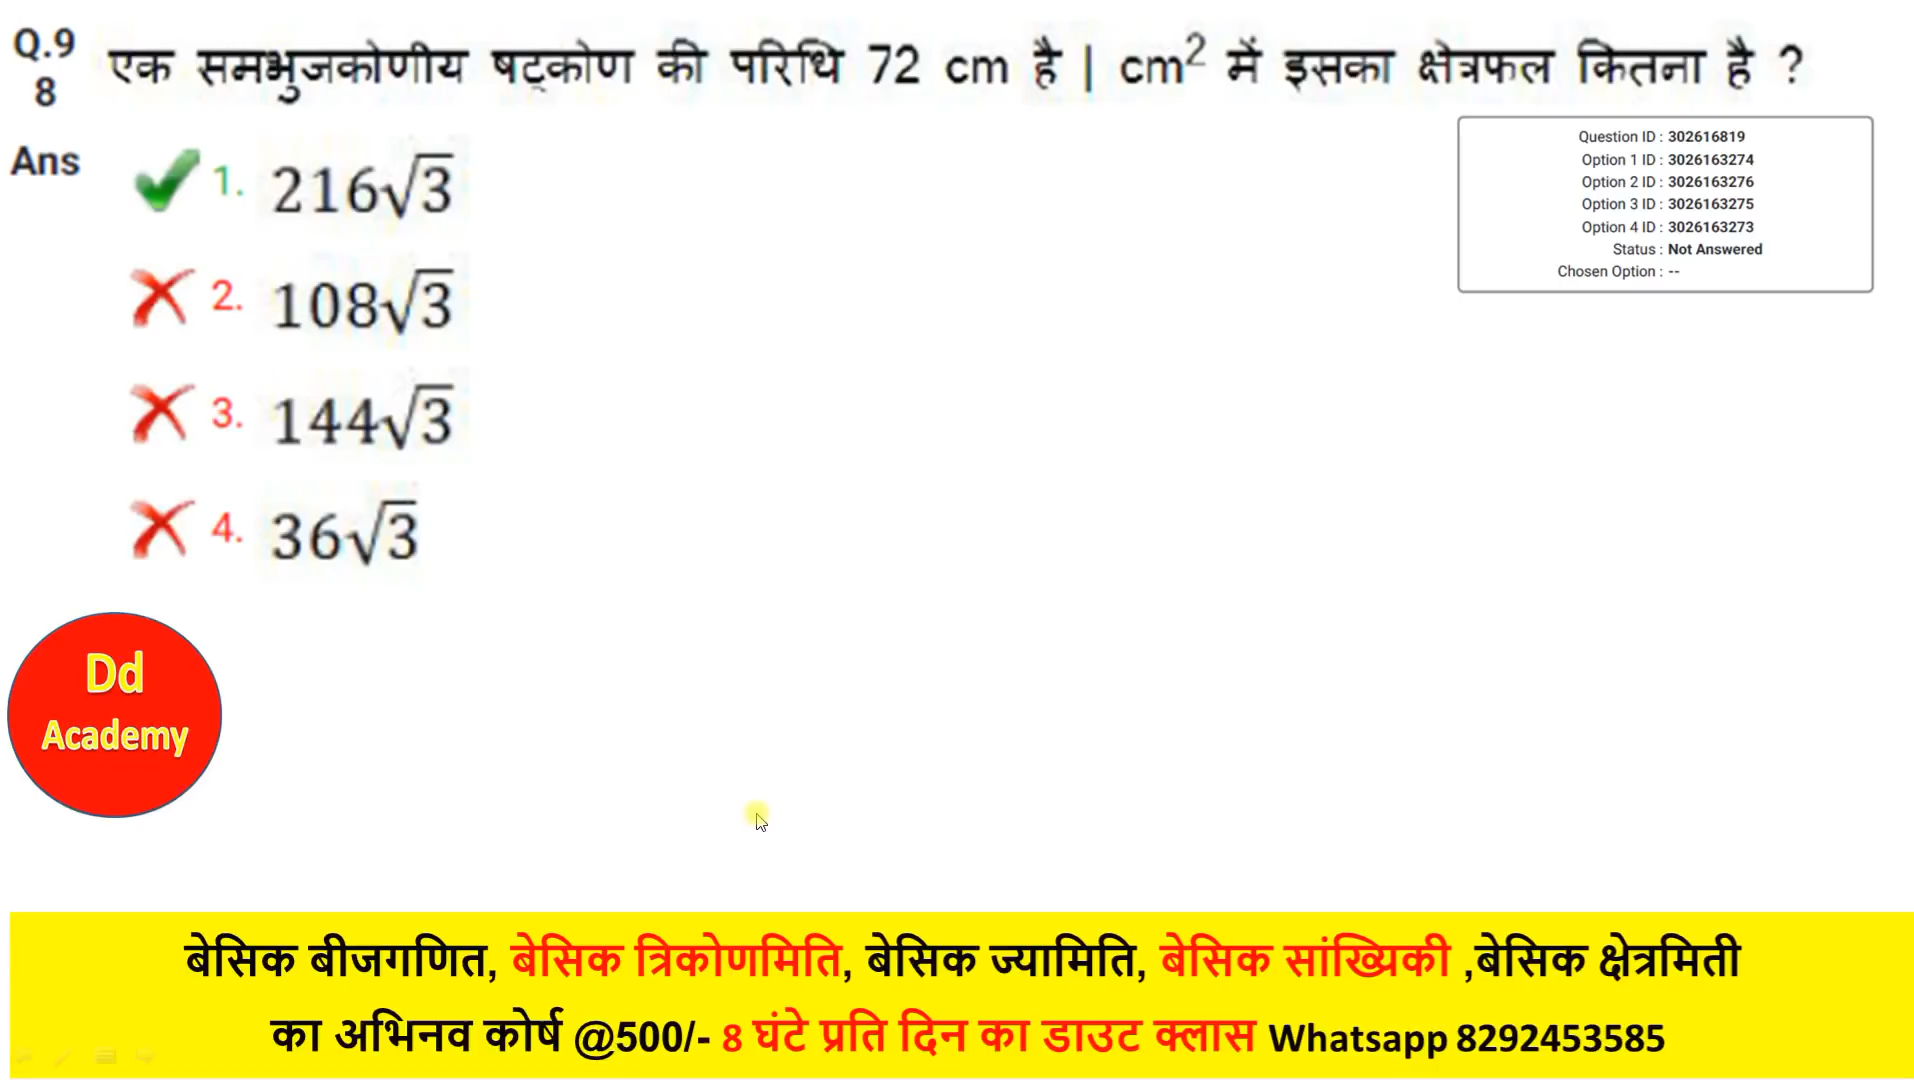 Q.9
8
एक समभुजकोणीय षट्कोण की परिधि 72 cm है | cm² में इसका क्षेत्रफल कितना है ?
Question ID : 302616819
Option 1 ID : 3026163274
Option 2 ID : 3026163276
Option 3 ID : 3026163275
Option 4 ID : 3026163273
Status : Not Answered
Chosen Option : --
Ans
1. 216√3
2. 108√3
3. 144√3
4. 36√3
Dd
Academy
बेसिक बीजगणित, बेसिक त्रिकोणमिति, बेसिक ज्यामिति, बेसिक सांख्यिकी ,बेसिक क्षेत्रमिती
का अभिनव कोर्ष @500/- 8 घंटे प्रति दिन का डाउट क्लास Whatsapp 8292453585